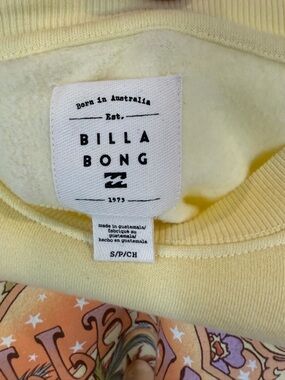 Born in Australia
Est.
BILLA
BONG
1973
made in guatemala/
fabriqué au
guatemala/
hecho en guatemala
S/P/CH